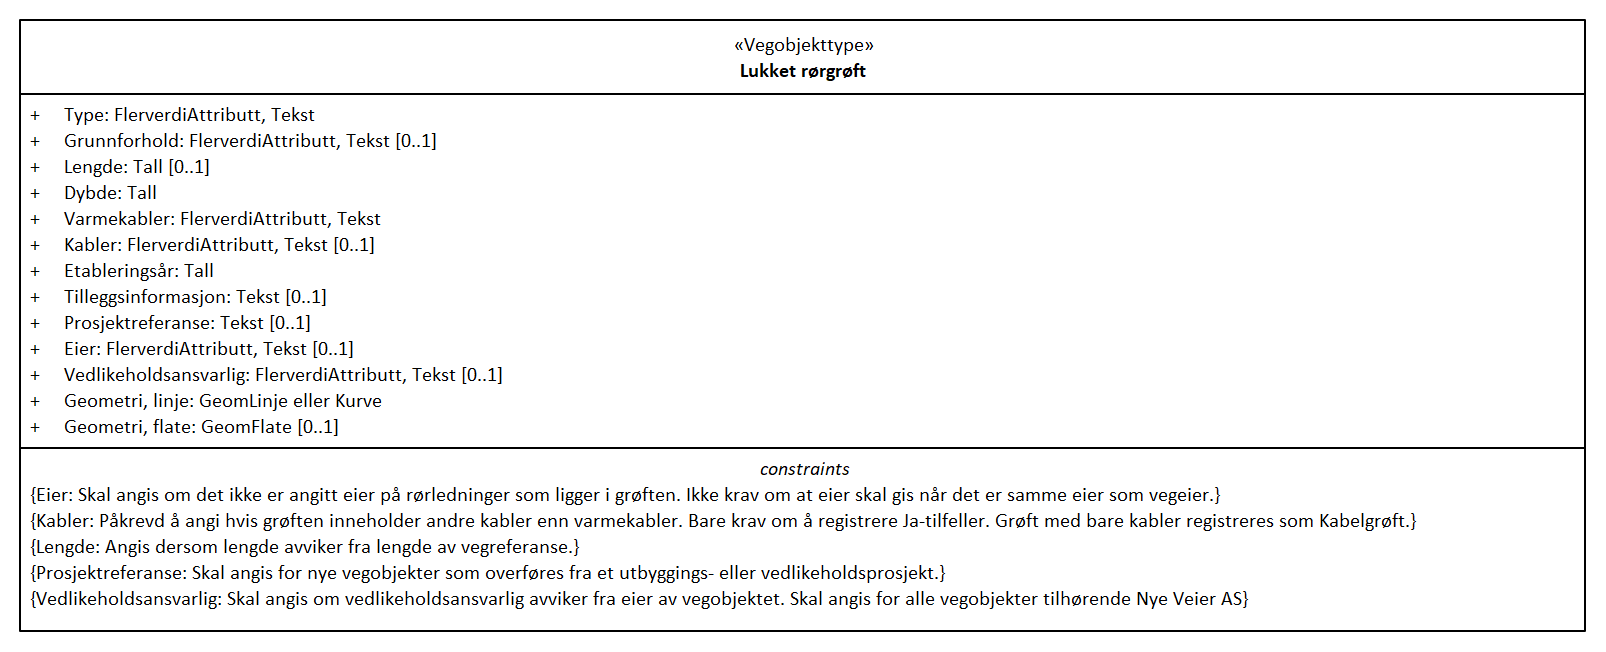 «Vegobjekttype»
Lukket rørgrøft
+ Type: FlerverdiAttributt, Tekst
+ Grunnforhold: FlerverdiAttributt, Tekst [0..1]
+ Lengde: Tall [0..1]
+ Dybde: Tall
+ Varmekabler: FlerverdiAttributt, Tekst
+ Kabler: FlerverdiAttributt, Tekst [0..1]
+ Etableringsår: Tall
+ Tilleggsinformasjon: Tekst [0..1]
+ Prosjektreferanse: Tekst [0..1]
+ Eier: FlerverdiAttributt, Tekst [0..1]
+ Vedlikeholdsansvarlig: FlerverdiAttributt, Tekst [0..1]
+ Geometri, linje: GeomLinje eller Kurve
+ Geometri, flate: GeomFlate [0..1]
constraints
{Eier: Skal angis om det ikke er angitt eier på rørledninger som ligger i grøften. Ikke krav om at eier skal gis når det er samme eier som vegeier.}
{Kabler: Påkrevd å angi hvis grøften inneholder andre kabler enn varmekabler. Bare krav om å registrere Ja-tilfeller. Grøft med bare kabler registreres som Kabelgrøft.}
{Lengde: Angis dersom lengde avviker fra lengde av vegreferanse.}
{Prosjektreferanse: Skal angis for nye vegobjekter som overføres fra et utbyggings- eller vedlikeholdsprosjekt.}
{Vedlikeholdsansvarlig: Skal angis om vedlikeholdsansvarlig avviker fra eier av vegobjektet. Skal angis for alle vegobjekter tilhørende Nye Veier AS}